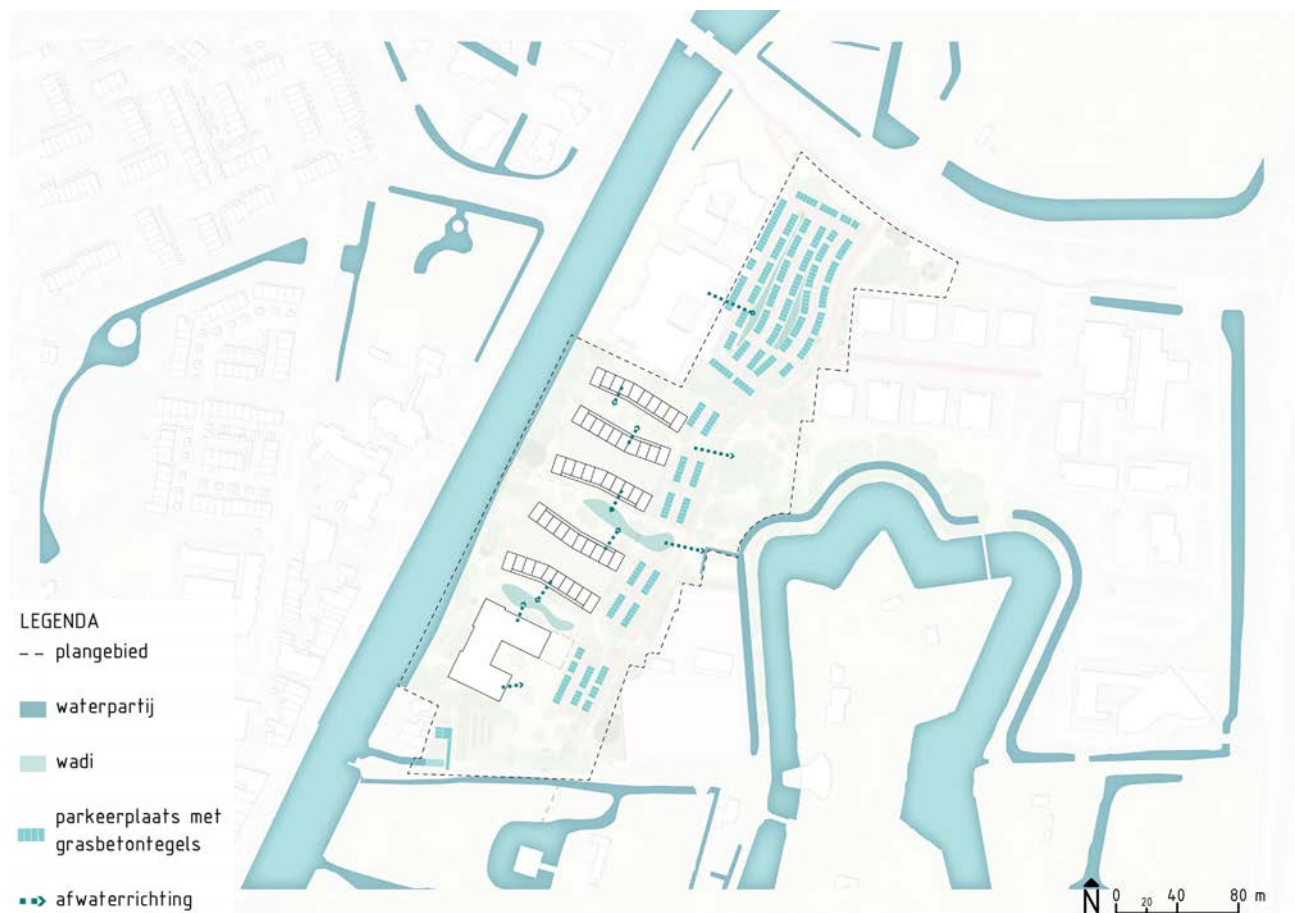 LEGENDA
plangebied
waterpartij
wadi
parkeerplaats met
grasbetontegels
afwaterrichting
N 0 20 40 80 m